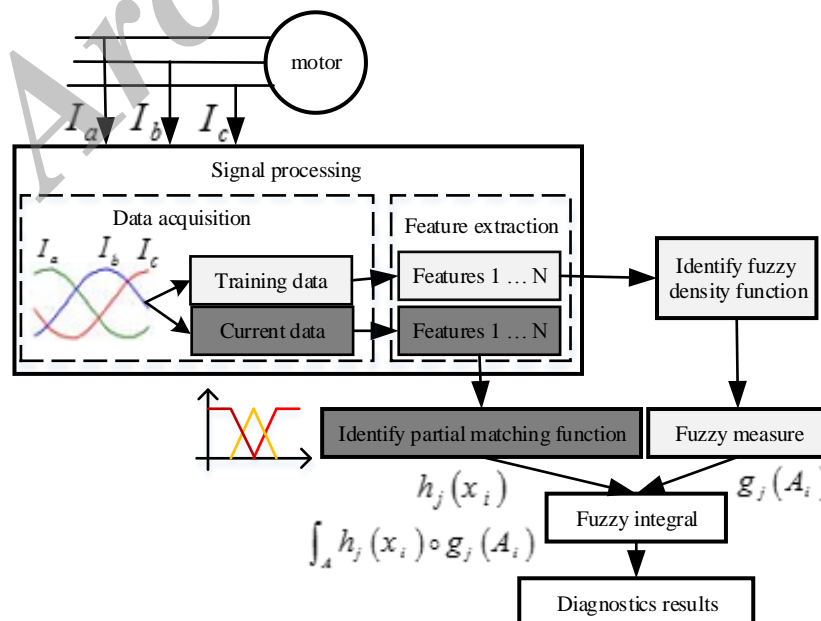 Arc
motor
I_a I_b I_c
Signal processing
Data acquisition
Feature extraction
I_a I_b I_c
Training data
Features 1 ... N
Identify fuzzy
density function
Current data
Features 1 ... N
Identify partial matching function
Fuzzy measure
h_j(x_i)
g_j(A_i)
Fuzzy integral
∫_A h_j(x_i)∘g_j(A_i)
Diagnostics results